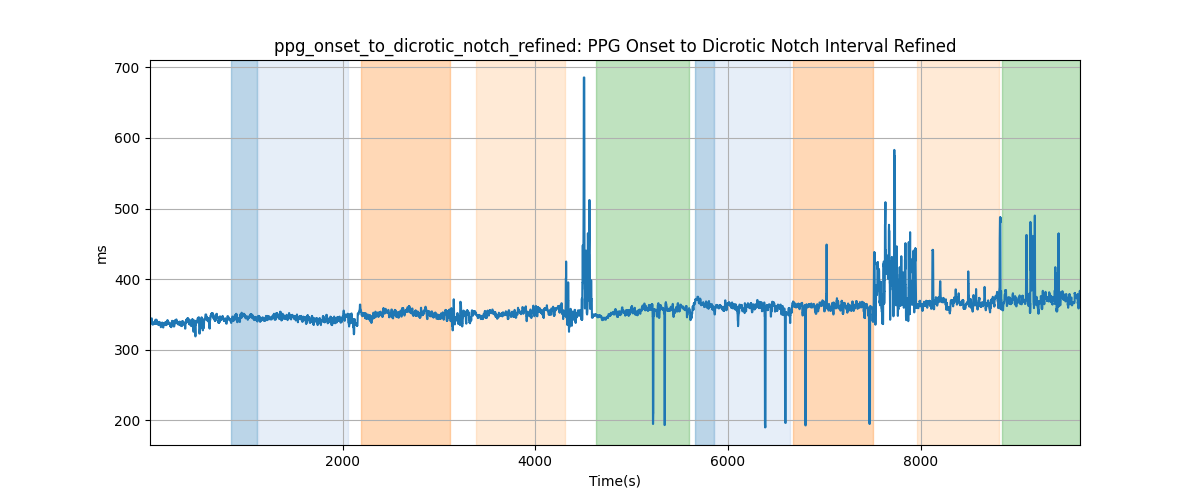 ppg_onset_to_dicrotic_notch_refined: PPG Onset to Dicrotic Notch Interval Refined
700
600
500
400
300
200
ms
2000 4000 6000 8000
Time(s)